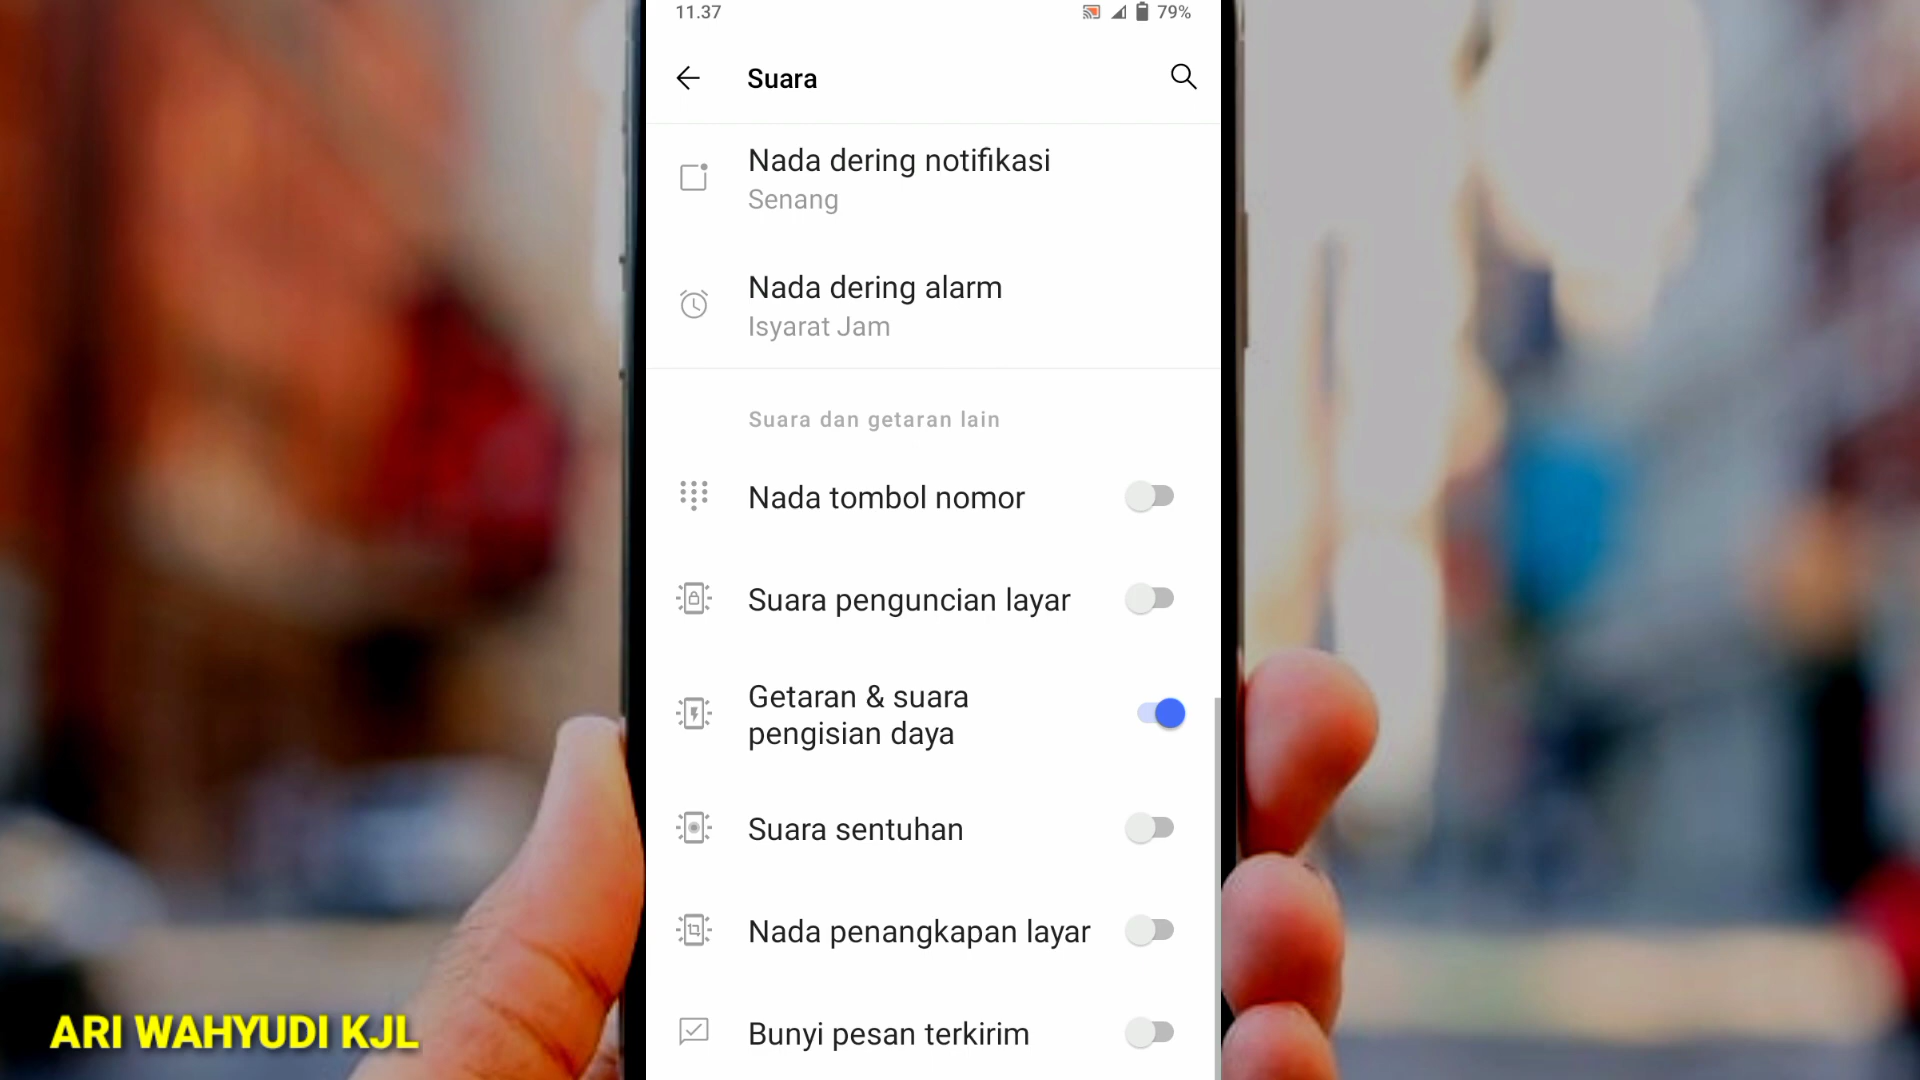 11.37
79%
Suara
Nada dering notifikasi
Senang
Nada dering alarm
Isyarat Jam
Suara dan getaran lain
Nada tombol nomor
Suara penguncian layar
Getaran & suara
pengisian daya
Suara sentuhan
Nada penangkapan layar
Bunyi pesan terkirim
ARI WAHYUDI KJL